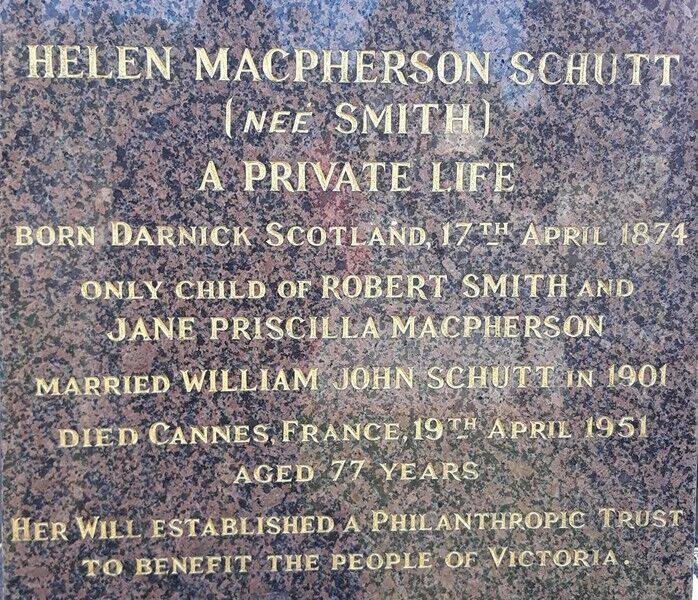 HELEN MACPHERSON SCHUTT
(NEÉ SMITH)
A PRIVATE LIFE
BORN DARNICK SCOTLAND, 17TH APRIL 1874
ONLY CHILD OF ROBERT SMITH AND
JANE PRISCILLA MACPHERSON
MARRIED WILLIAM JOHN SCHUTT IN 1901
DIED CANNES, FRANCE, 19TH APRIL 1951
AGED 77 YEARS
HER WILL ESTABLISHED A PHILANTHROPIC TRUST
TO BENEFIT THE PEOPLE OF VICTORIA.